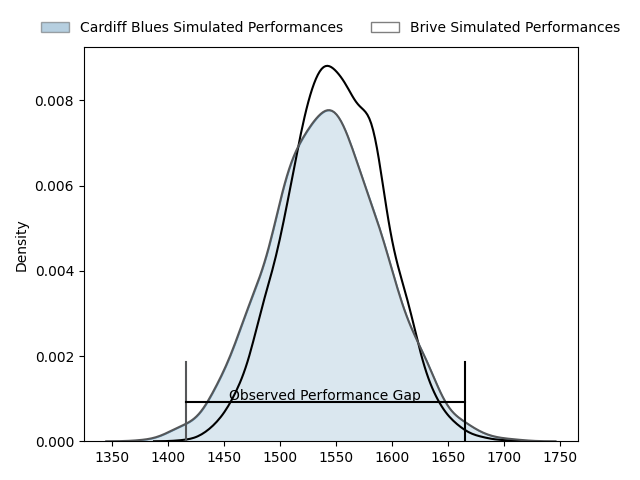 Cardiff Blues Simulated Performances Brive Simulated Performances
0.008
0.006
0.004
0.002
0.000
Density
Observed Performance Gap
1350 1400 1450 1500 1550 1600 1650 1700 1750